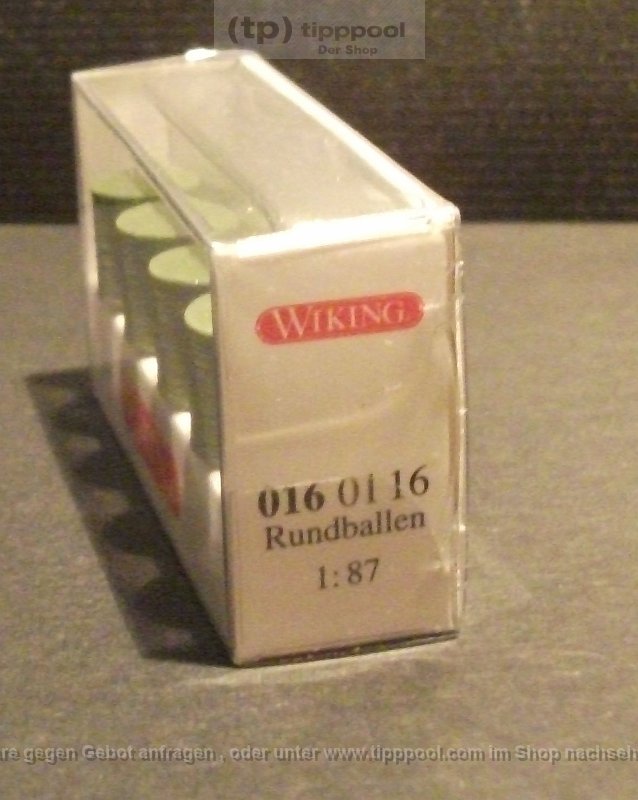 (tp) tipppool
Der Shop
WIKING
016 01 16
Rundballen
1:87
re gegen Gebot anfragen , oder unter www.tipppool.com im Shop nachseh